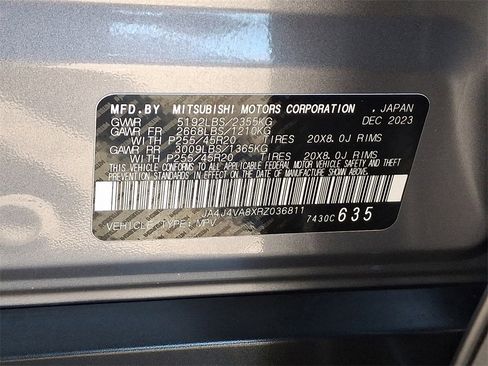 MFD.BY MITSUBISHI MOTORS CORPORATION , JAPAN
GVWR 5192LBS/2355KG DEC 2023
GAWR FR 2668LBS/1210KG
WITH P255/45R20 TIRES 20X8.0J RIMS
GAWR RR 3009LBS/1365KG
WITH P255/45R20 TIRES 20X8.0J RIMS
THIS VEHICLE CONFORMS TO ALL APPLICABLE FEDERAL MOTOR VEHICLE SAFETY AND THEFT
PREVENTION STANDARDS IN EFFECT ON THE DATE OF MANUFACTURE SHOWN ABOVE.
JA4J4VA8XRZ036811
VEHICLE TYPE: MPV 7430C 635